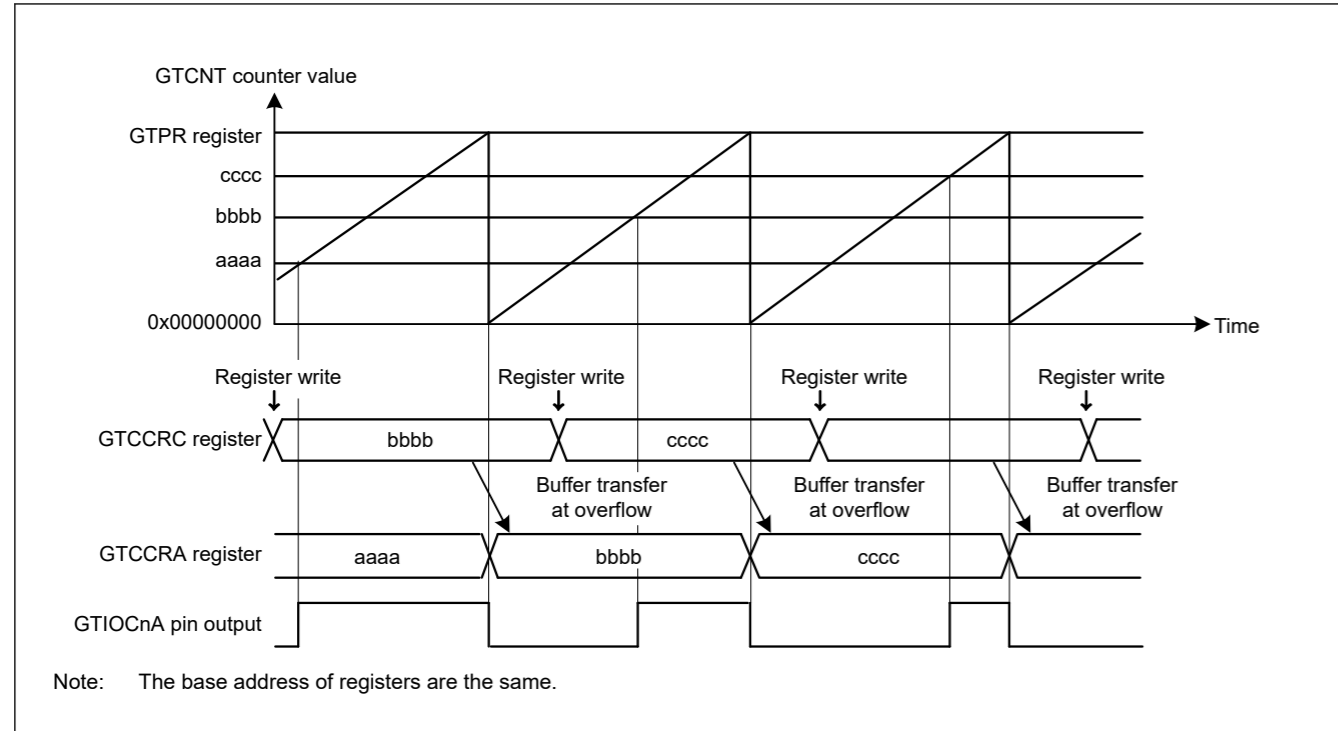 GTCNT counter value
GTPR register
cccc
bbbb
aaaa
0x00000000
Time
Register write Register write Register write Register write
GTCCRC register bbbb cccc
Buffer transfer Buffer transfer Buffer transfer
at overflow at overflow at overflow
GTCCRA register aaaa bbbb cccc
GTIOCnA pin output
Note: The base address of registers are the same.